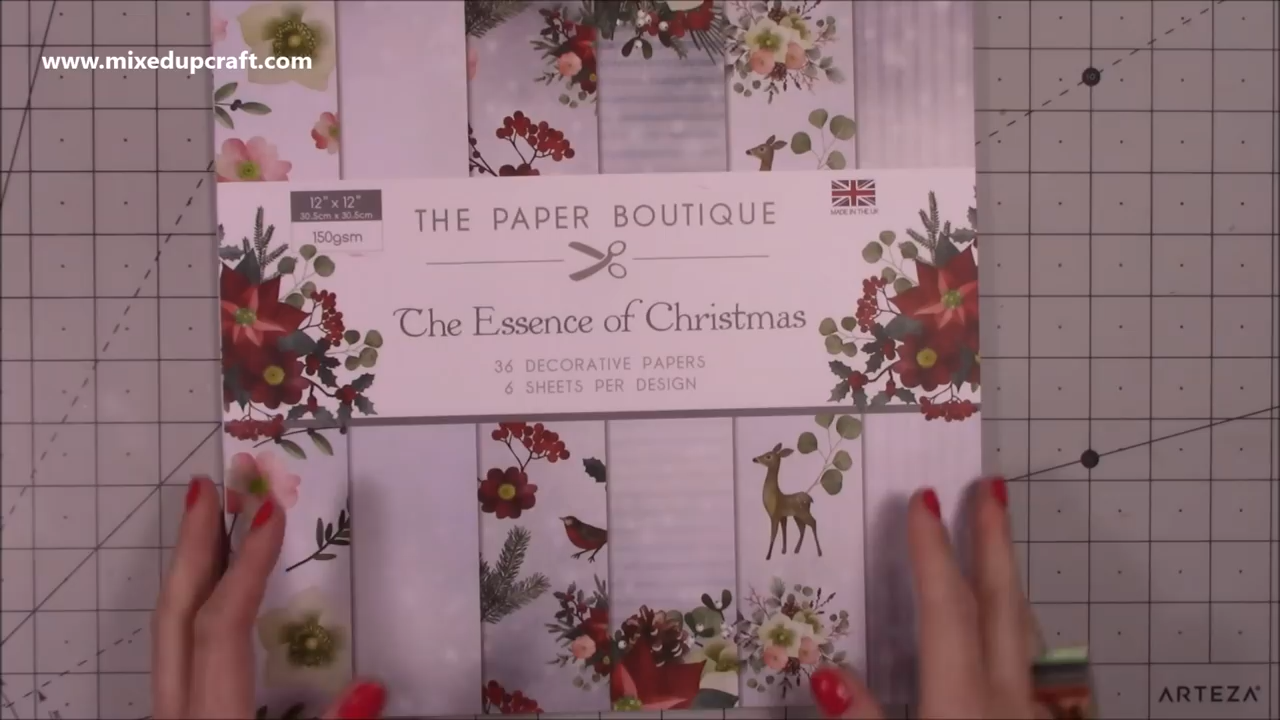 www.mixedupcraft.com
12" x 12"
30.5cm x 30.5cm
150gsm
THE PAPER BOUTIQUE
MADE IN THE UK
The Essence of Christmas
36 DECORATIVE PAPERS
6 SHEETS PER DESIGN
ARTEZA